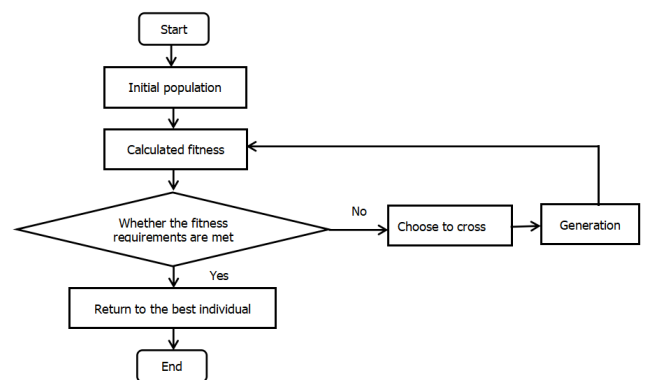 Start
Initial population
Calculated fitness
Whether the fitness
requirements are met
No
Choose to cross
Generation
Yes
Return to the best individual
End